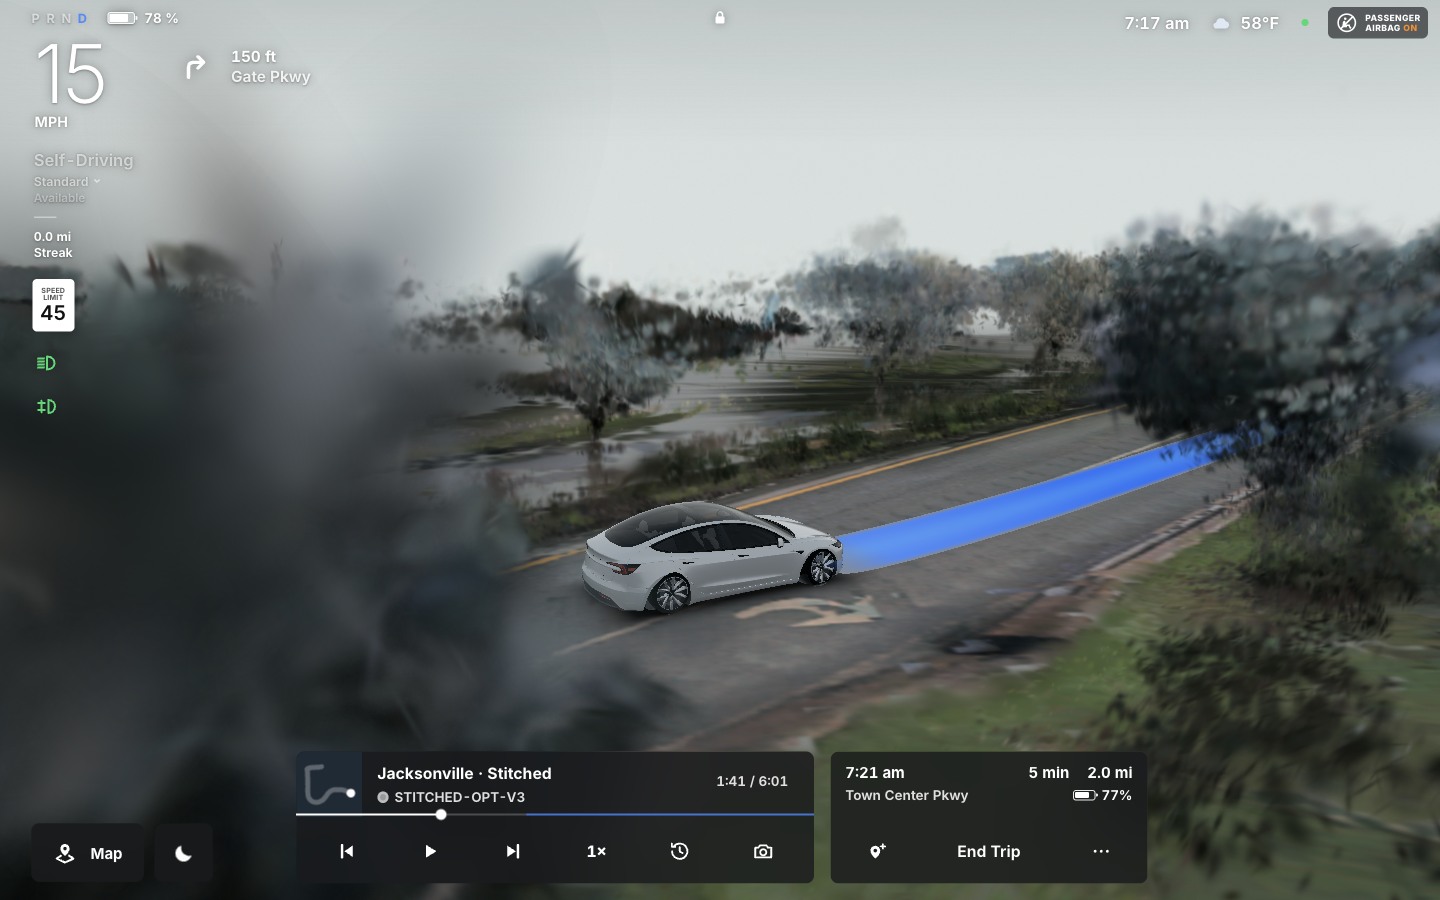 P R N D
78 %
7:17 am
58°F
PASSENGER
AIRBAG ON
15
MPH
150 ft
Gate Pkwy
Self-Driving
Standard
Available
0.0 mi
Streak
SPEED
LIMIT
45
Jacksonville · Stitched
STITCHED-OPT-V3
1:41 / 6:01
1×
7:21 am
5 min
2.0 mi
Town Center Pkwy
77%
End Trip
Map